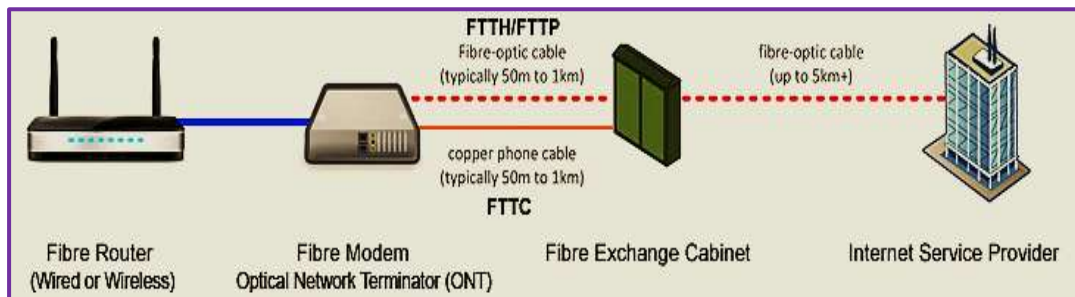 FTTH/FTTP
Fibre-optic cable
(typically 50m to 1km)
fibre-optic cable
(up to 5km+)
copper phone cable
(typically 50m to 1km)
FTTC
Fibre Router
(Wired or Wireless)
Fibre Modem
Optical Network Terminator (ONT)
Fibre Exchange Cabinet
Internet Service Provider